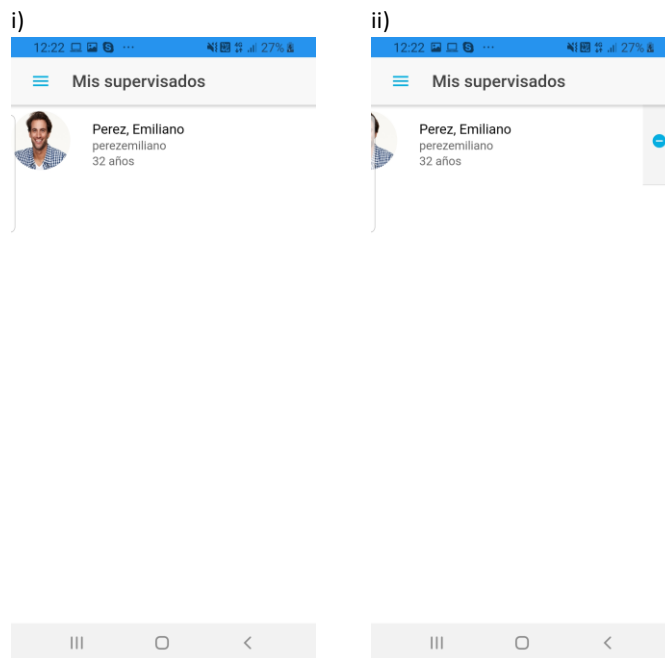 i)
12:22 ... 27%
Mis supervisados
Perez, Emiliano
perezemiliano
32 años
ii)
12:22 ... 27%
Mis supervisados
Perez, Emiliano
perezemiliano
32 años